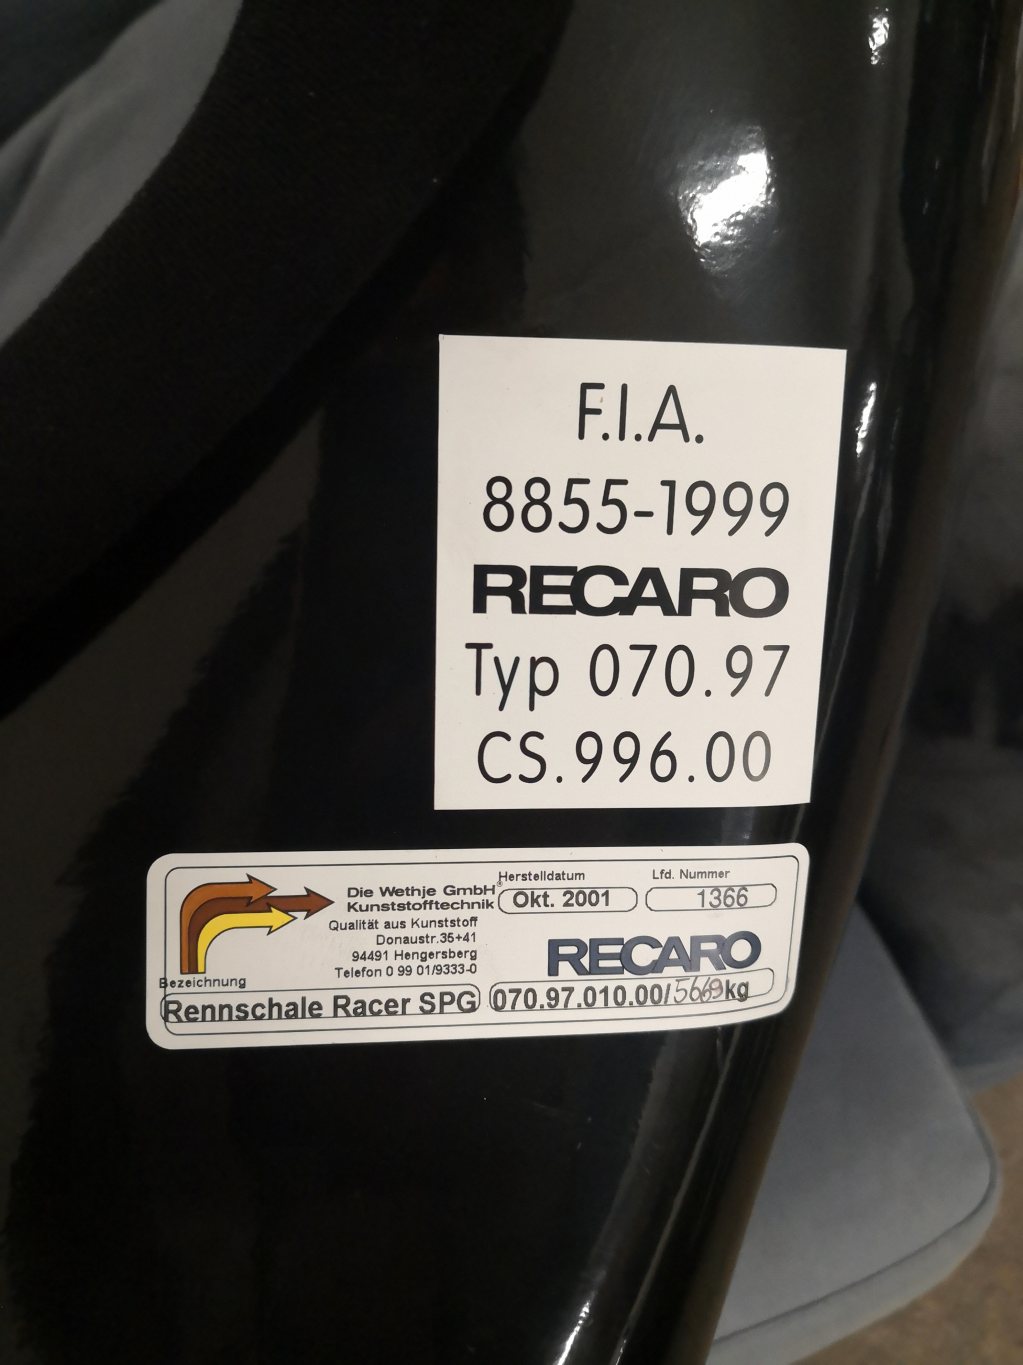 F.I.A.
8855-1999
RECARO
Typ 070.97
CS.996.00
Die Wethje GmbH®
Kunststofftechnik
Qualität aus Kunststoff
Donaustr.35+41
94491 Hengersberg
Telefon 0 99 01/9333-0
Herstelldatum
Okt. 2001
Lfd. Nummer
1366
RECARO
Bezeichnung
Rennschale Racer SPG
070.97.010.00/ kg